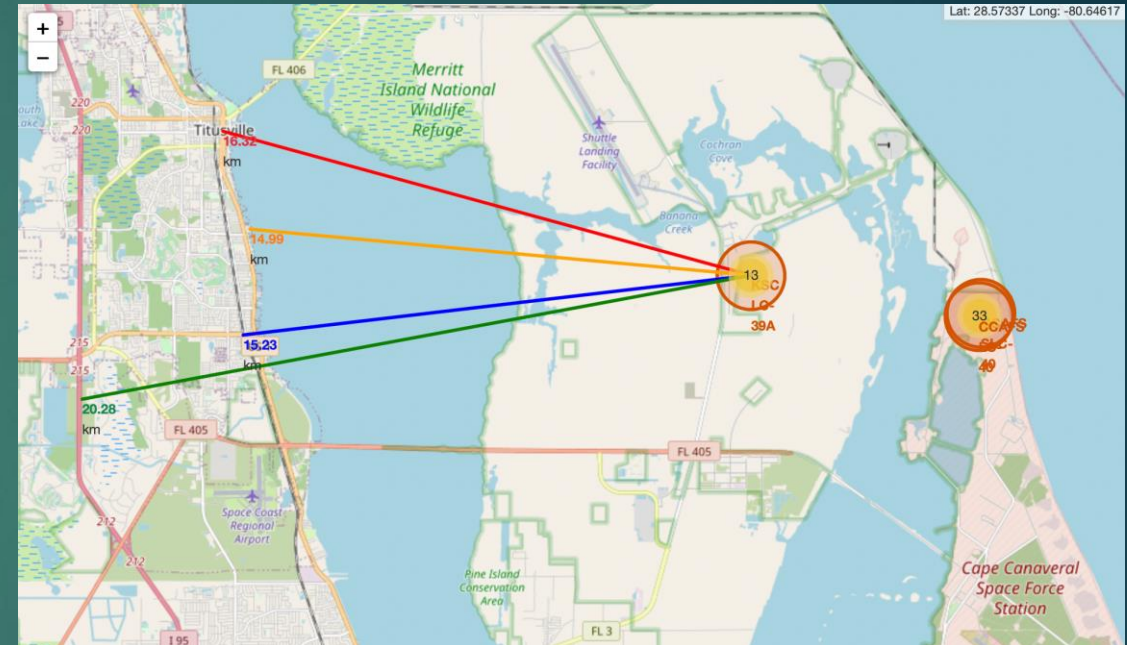 Lat: 28.57337 Long: -80.64617
+
−
FL 406
Merritt
Island National
Wildlife
Refuge
220
220
Titusville
16.32
km
Shuttle
Landing
Facility
Cochran
Cove
Banana
Creek
14.99
km
13
KSC
LC-
39A
33
CCAFS
SLC-
40
215
215
15.23
km
20.28
km
FL 405
FL 405
212
212
Space Coast
Regional
Airport
Pine Island
Conservation
Area
Cape Canaveral
Space Force
Station
FL 3
I 95